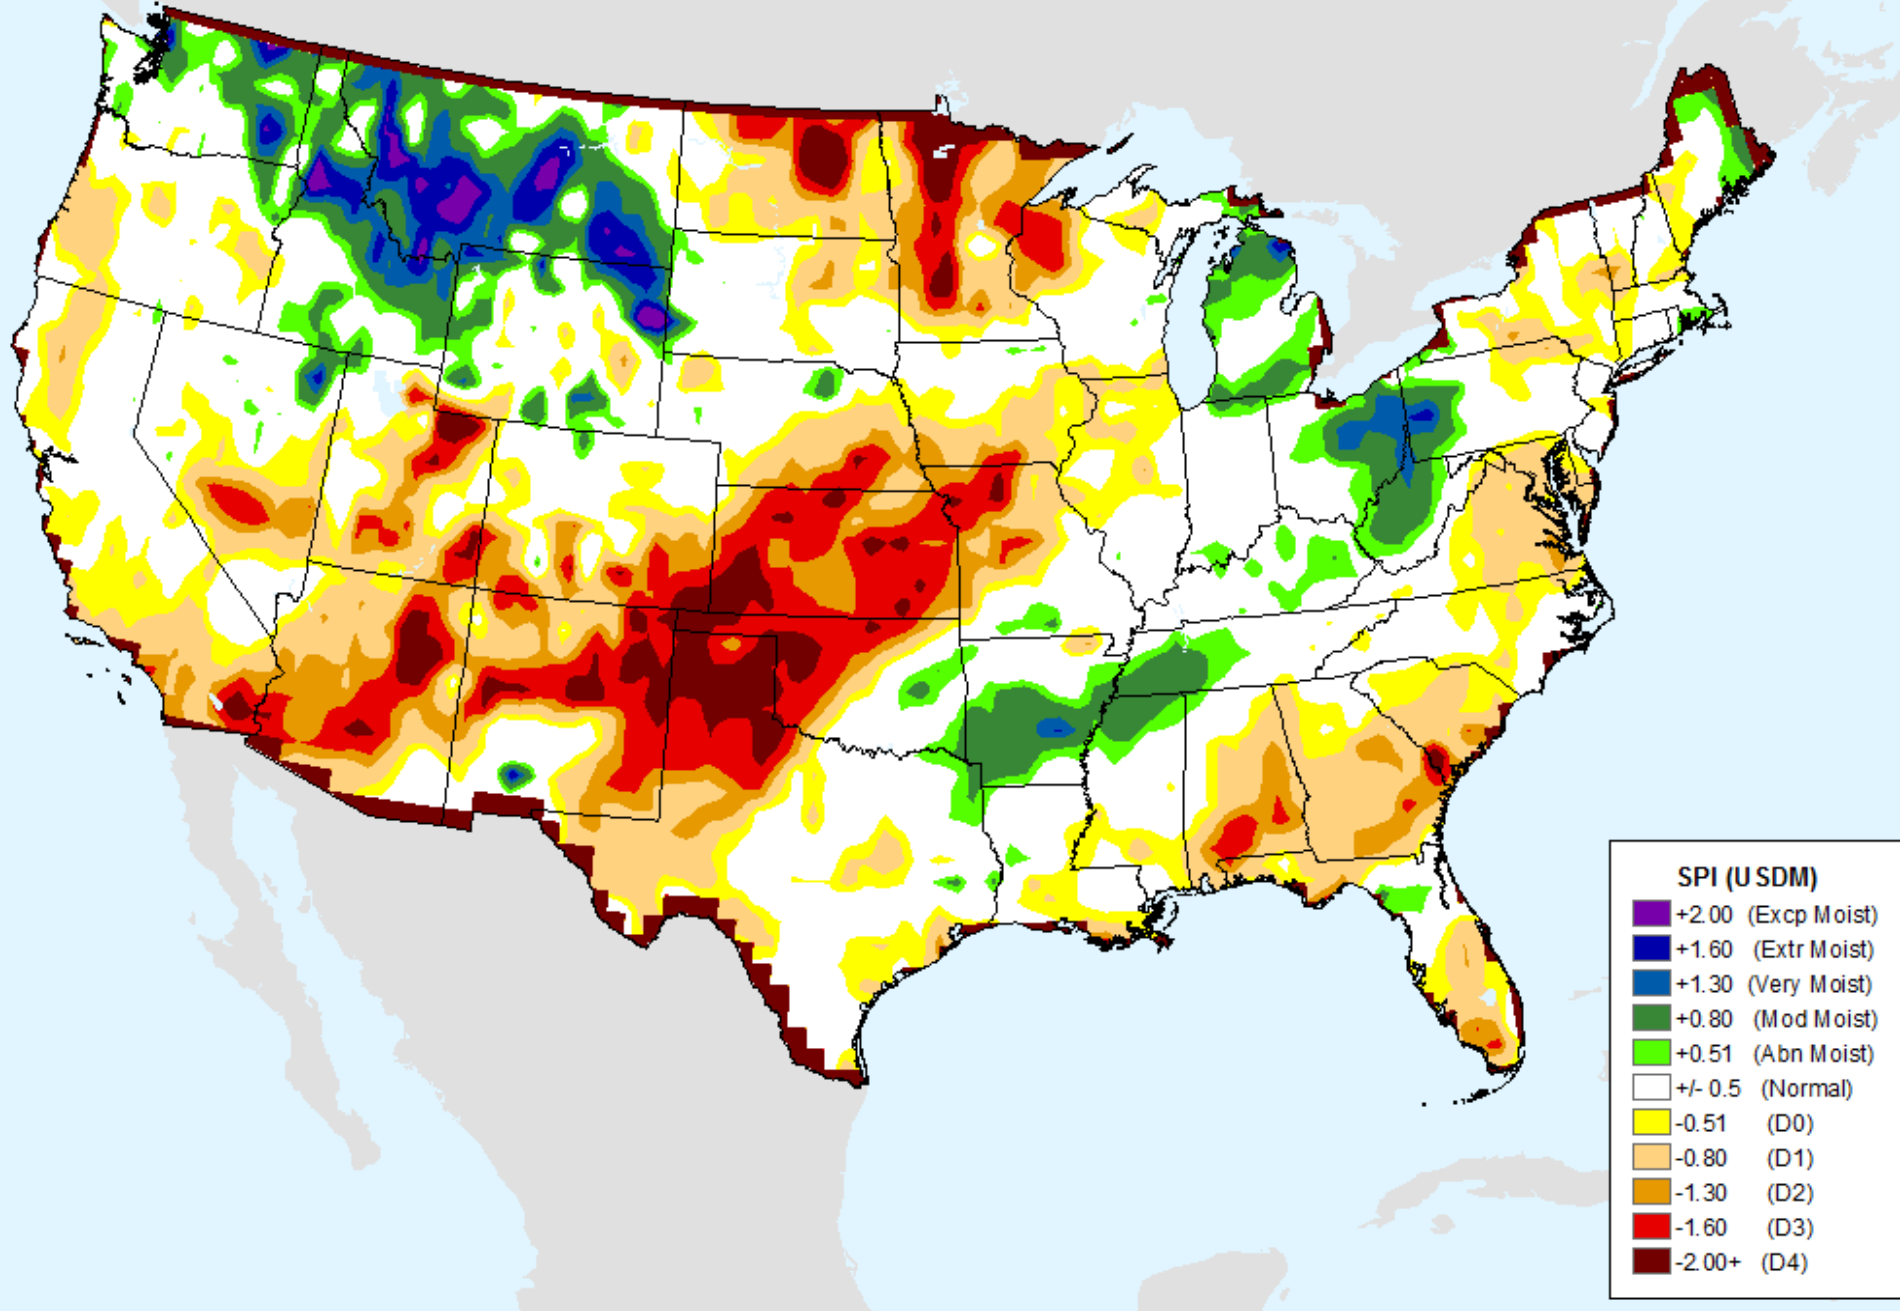 SPI (USDM)
+2.00 (Excp Moist)
+1.60 (Extr Moist)
+1.30 (Very Moist)
+0.80 (Mod Moist)
+0.51 (Abn Moist)
+/- 0.5 (Normal)
-0.51 (D0)
-0.80 (D1)
-1.30 (D2)
-1.60 (D3)
-2.00+ (D4)